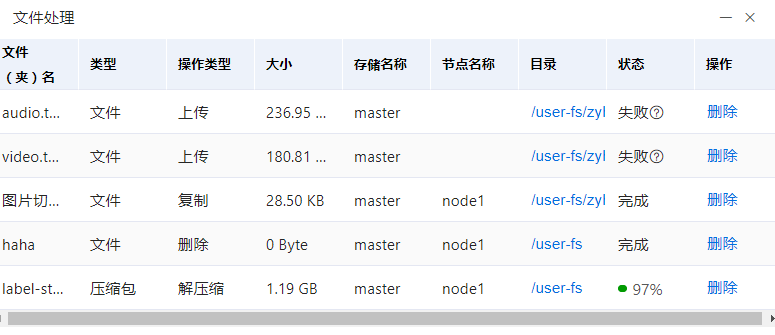 文件处理
文件（夹）名 类型 操作类型 大小 存储名称 节点名称 目录 状态 操作
audio.t... 文件 上传 236.95 ... master /user-fs/zyl 失败 删除
video.t... 文件 上传 180.81 ... master /user-fs/zyl 失败 删除
图片切... 文件 复制 28.50 KB master node1 /user-fs/zyl 完成 删除
haha 文件 删除 0 Byte master node1 /user-fs 完成 删除
label-st... 压缩包 解压缩 1.19 GB master node1 /user-fs 97% 删除